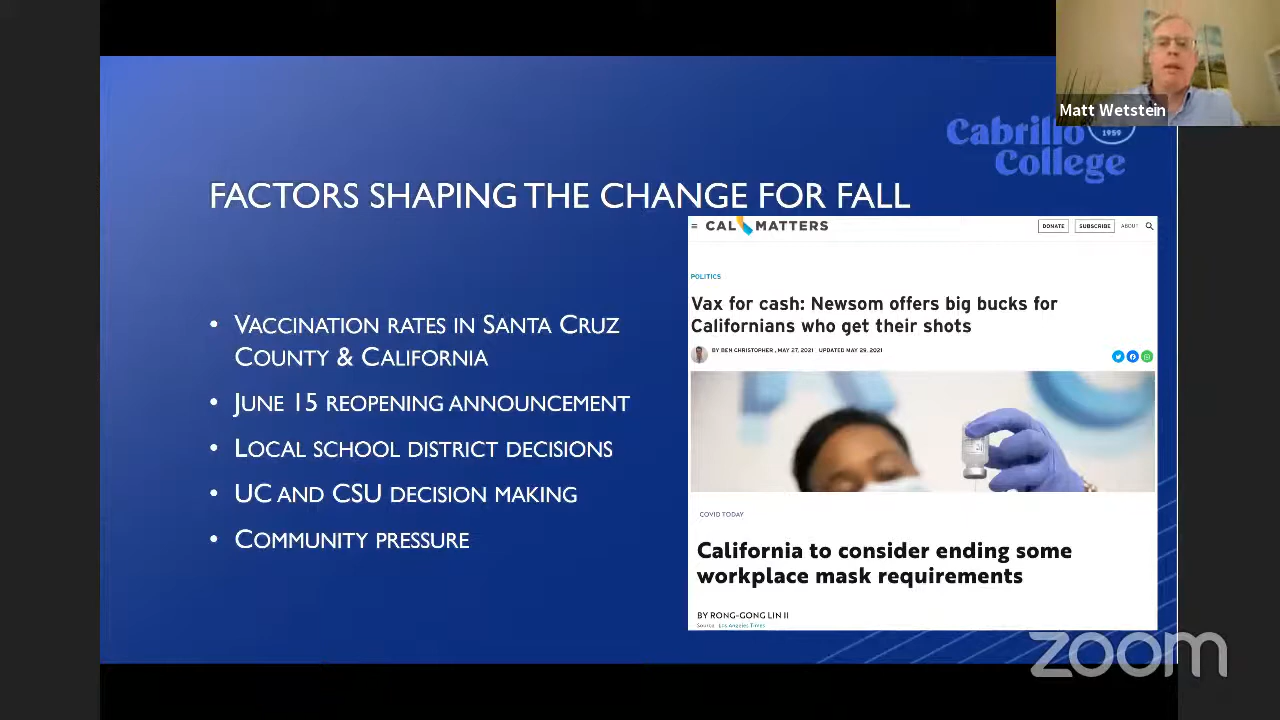 Matt Wetstein
Cabrillo
1959
College
FACTORS SHAPING THE CHANGE FOR FALL
• VACCINATION RATES IN SANTA CRUZ
COUNTY & CALIFORNIA
• JUNE 15 REOPENING ANNOUNCEMENT
• LOCAL SCHOOL DISTRICT DECISIONS
• UC AND CSU DECISION MAKING
• COMMUNITY PRESSURE
CAL MATTERS
DONATE SUBSCRIBE ABOUT
POLITICS
Vax for cash: Newsom offers big bucks for
Californians who get their shots
BY BEN CHRISTOPHER , MAY 27, 2021 UPDATED MAY 29, 2021
COVID TODAY
California to consider ending some
workplace mask requirements
BY RONG-GONG LIN II
Source: Los Angeles Times
zoom